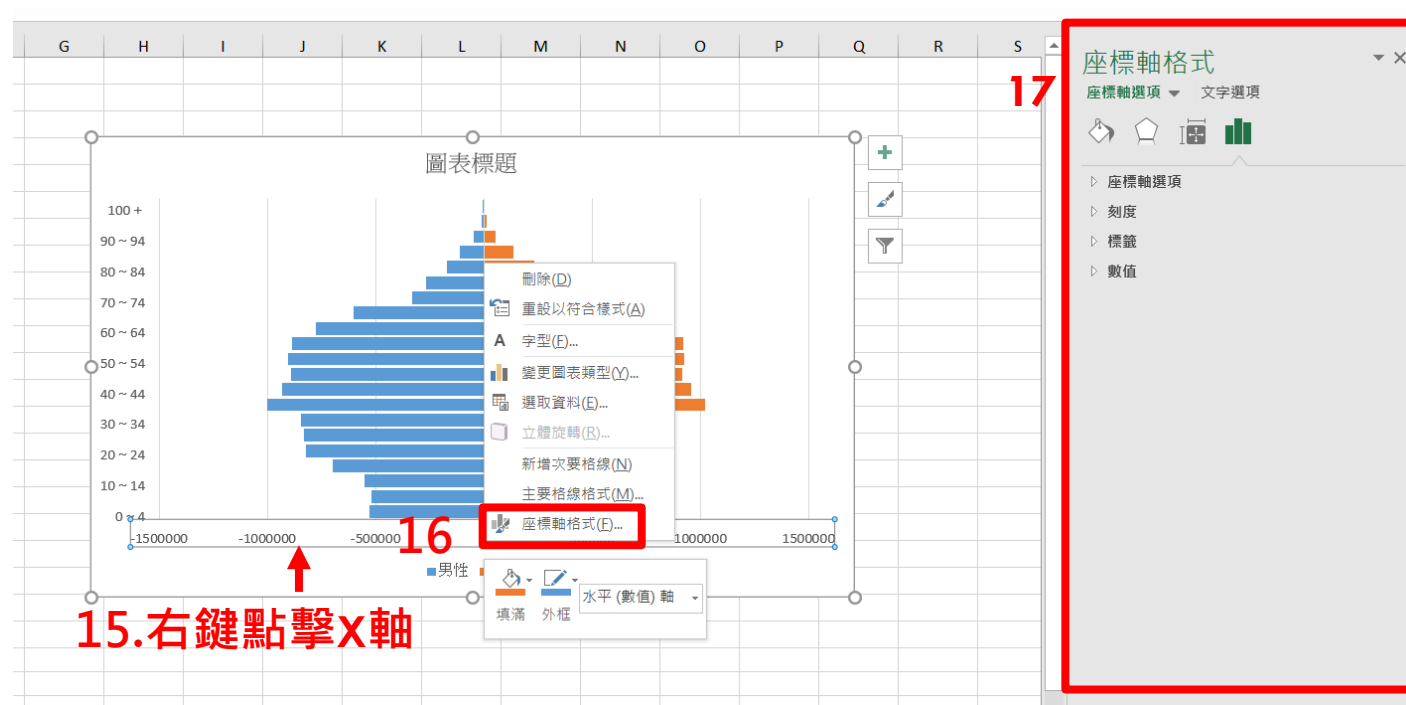 G H I J K L M N O P Q R S
17
座標軸格式
座標軸選項 文字選項
座標軸選項
刻度
標籤
數值
圖表標題
100 +
90 ~ 94
80 ~ 84
70 ~ 74
60 ~ 64
50 ~ 54
40 ~ 44
30 ~ 34
20 ~ 24
10 ~ 14
0 ~ 4
-1500000 -1000000 -500000 1000000 1500000
男性
刪除(D)
重設以符合樣式(A)
A 字型(F)...
變更圖表類型(Y)...
選取資料(E)...
立體旋轉(R)...
新增次要格線(N)
主要格線格式(M)...
16 座標軸格式(F)...
水平 (數值) 軸
填滿 外框
15.右鍵點擊X軸